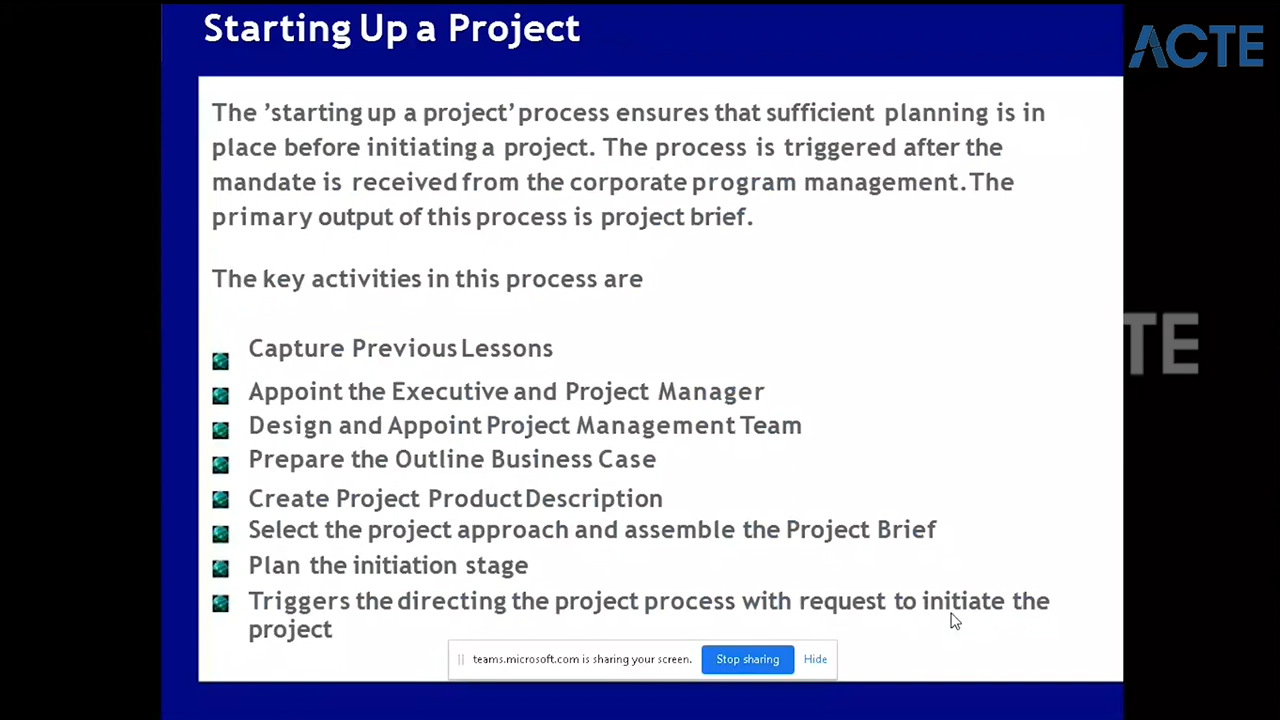 Starting Up a Project
ACTE
The ’starting up a project’ process ensures that sufficient planning is in
place before initiating a project. The process is triggered after the
mandate is received from the corporate program management. The
primary output of this process is project brief.
The key activities in this process are
TE
Capture Previous Lessons
Appoint the Executive and Project Manager
Design and Appoint Project Management Team
Prepare the Outline Business Case
Create Project Product Description
Select the project approach and assemble the Project Brief
Plan the initiation stage
Triggers the directing the project process with request to initiate the
project
teams.microsoft.com is sharing your screen. Stop sharing Hide